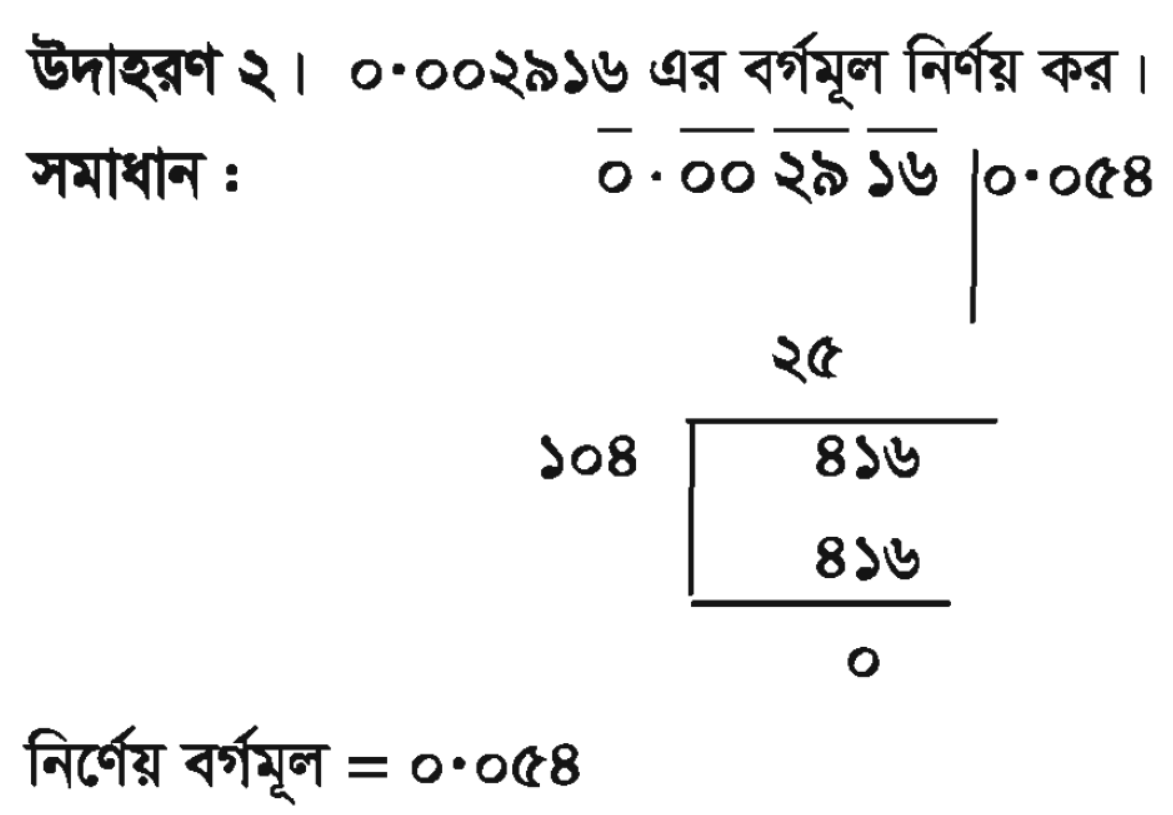 উদাহরণ ২। ০·০০২৯১৬ এর বর্গমূল নির্ণয় কর।
সমাধান : ০ · ০০ ২৯ ১৬ ০·০৫৪
২৫
১০৪ ৪১৬
৪১৬
০
নির্ণেয় বর্গমূল = ০·০৫৪